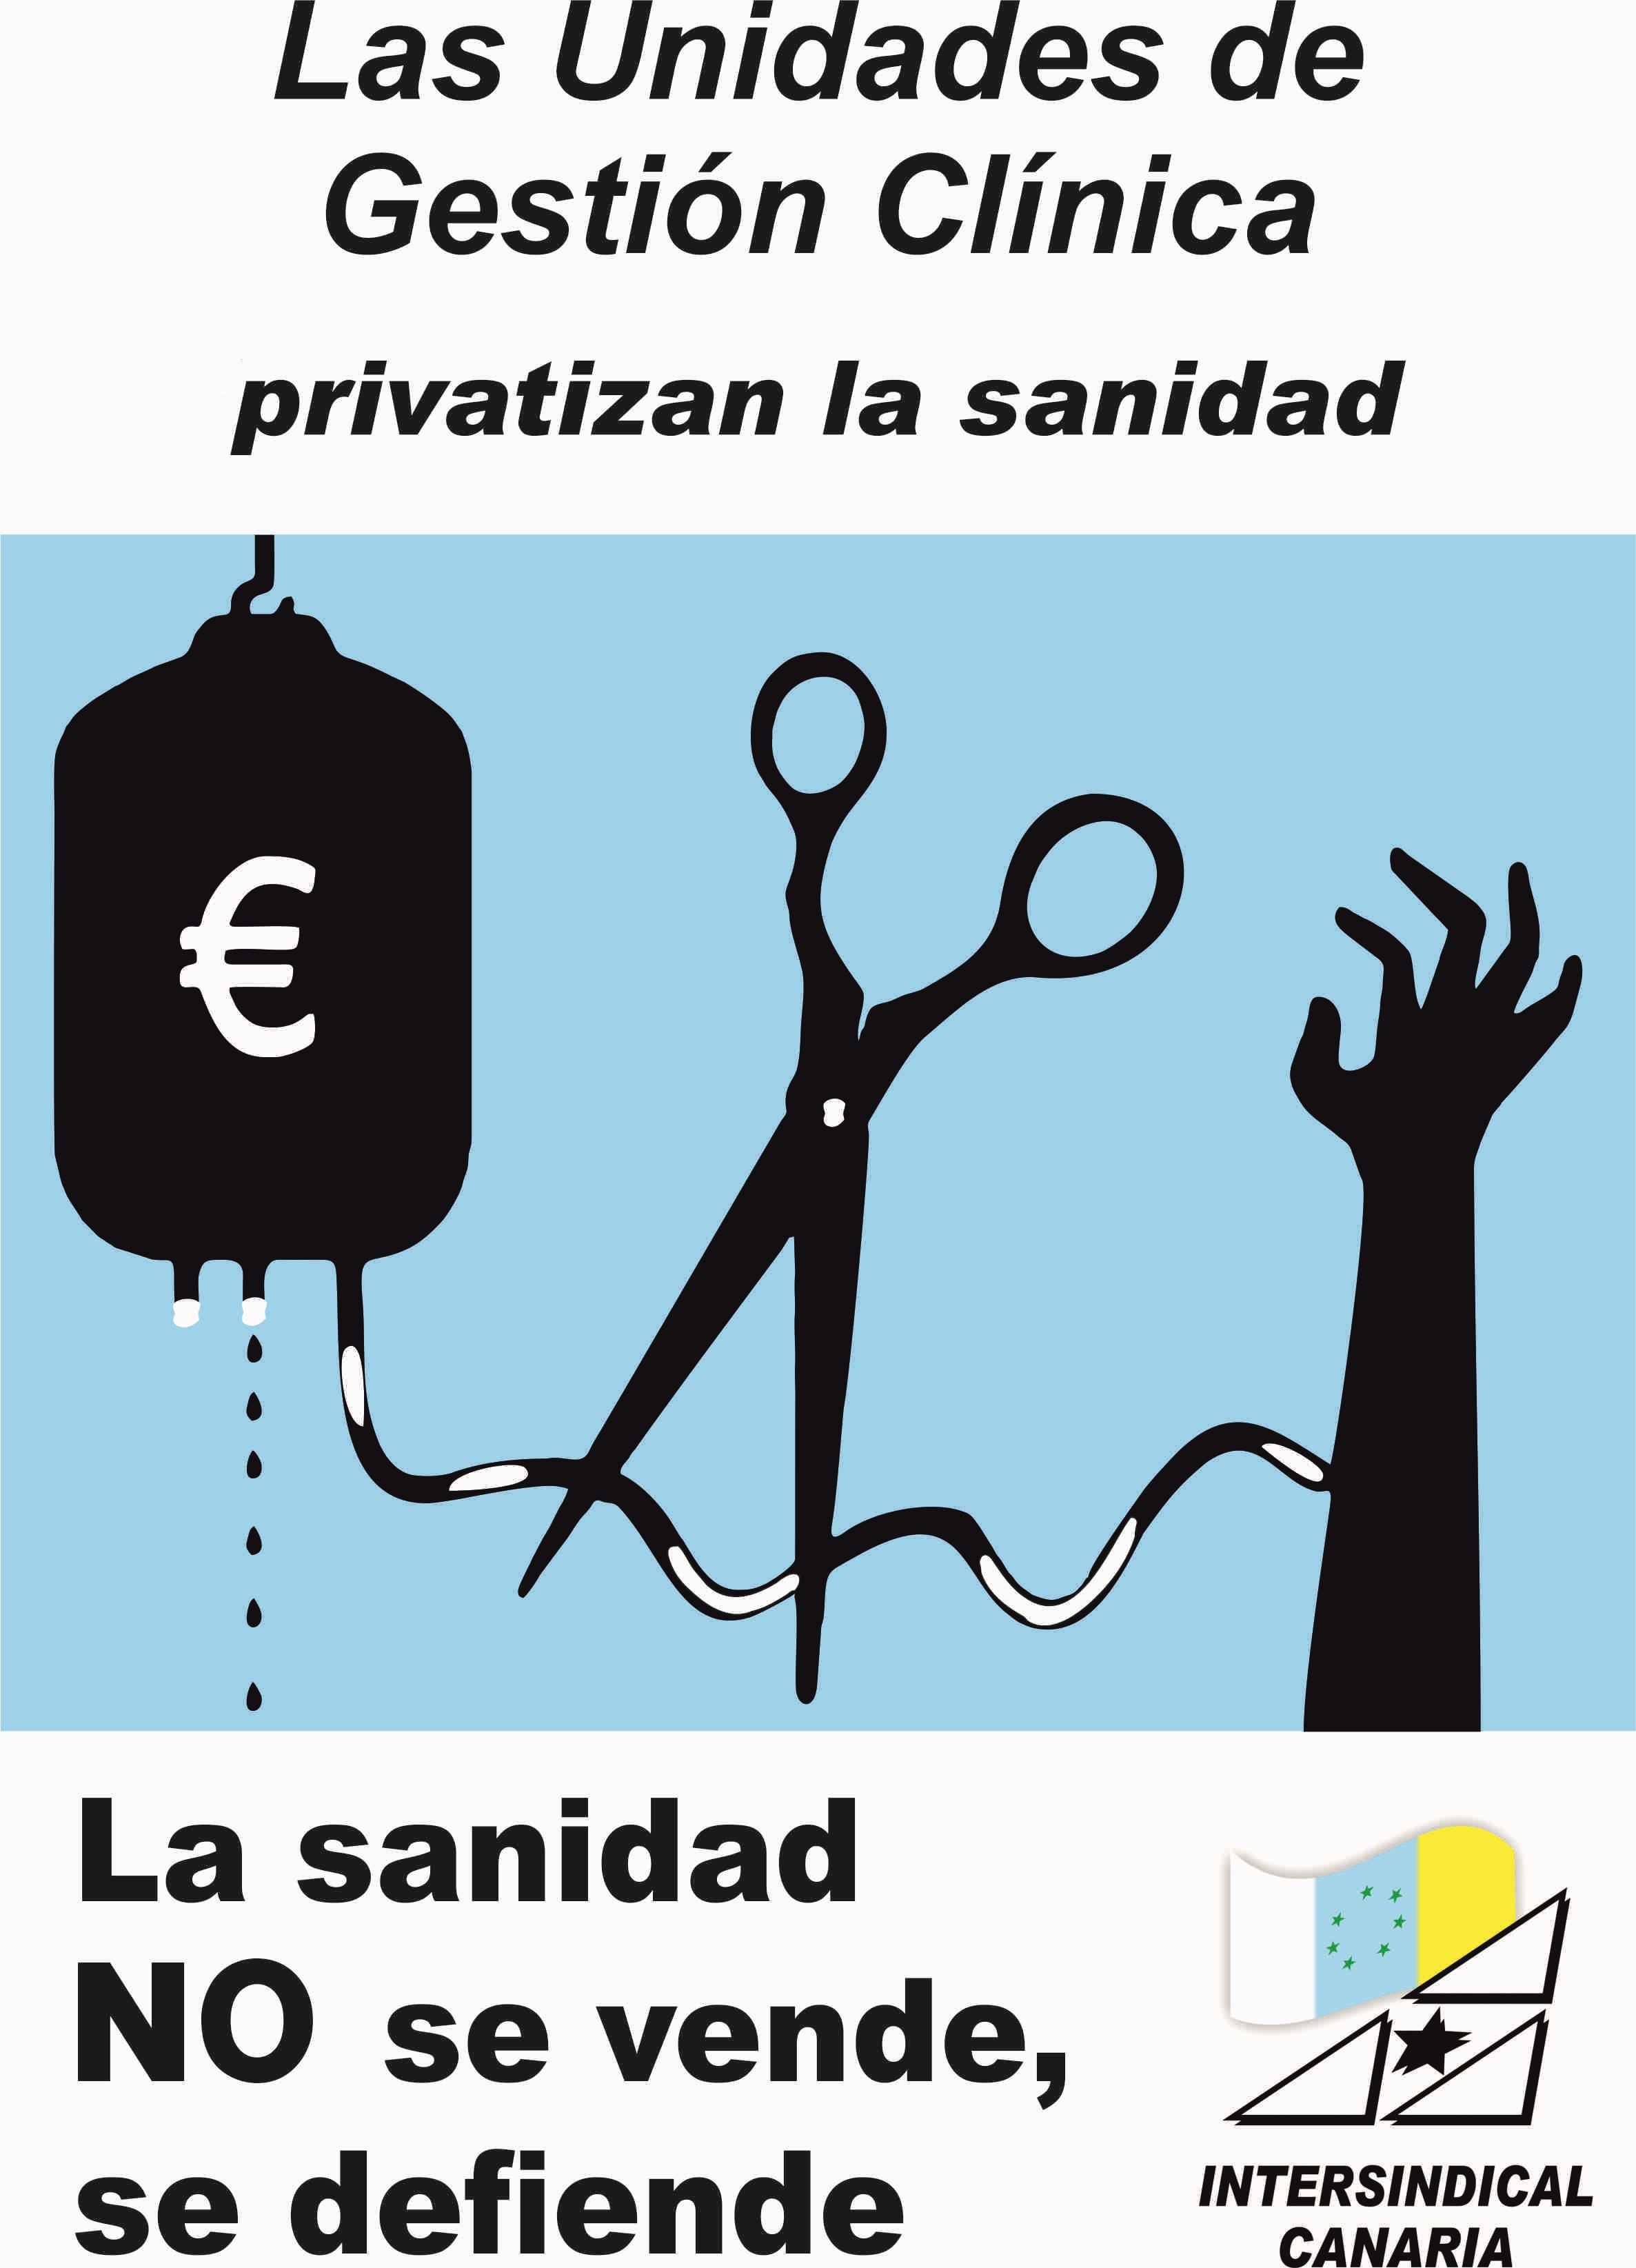 Las Unidades de
Gestión Clínica
privatizan la sanidad
€
La sanidad
NO se vende,
se defiende
INTERSINDICAL
CANARIA